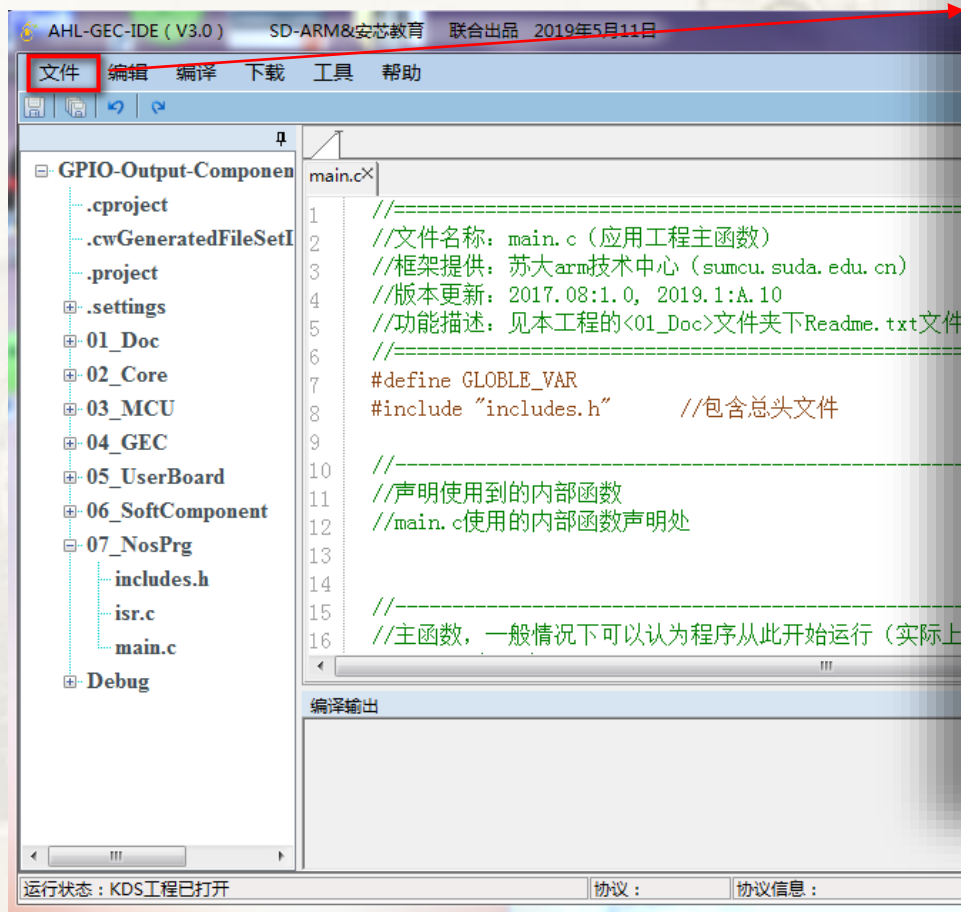 AHL-GEC-IDE（V3.0） SD-ARM&安芯教育 联合出品 2019年5月11日
文件 编辑 编译 下载 工具 帮助
GPIO-Output-Componen
.cproject
.cwGeneratedFileSetI
.project
.settings
01_Doc
02_Core
03_MCU
04_GEC
05_UserBoard
06_SoftComponent
07_NosPrg
includes.h
isr.c
main.c
Debug
main.c×
1 //==================================================
2 //文件名称：main.c（应用工程主函数）
3 //框架提供：苏大arm技术中心（sumcu.suda.edu.cn）
4 //版本更新：2017.08:1.0, 2019.1:A.10
5 //功能描述：见本工程的<01_Doc>文件夹下Readme.txt文件
6 //==================================================
7 #define GLOBLE_VAR
8 #include "includes.h" //包含总头文件
9
10 //--------------------------------------------------
11 //声明使用到的内部函数
12 //main.c使用的内部函数声明处
13
14
15 //--------------------------------------------------
16 //主函数，一般情况下可以认为程序从此开始运行（实际上
编译输出
运行状态：KDS工程已打开 协议： 协议信息：